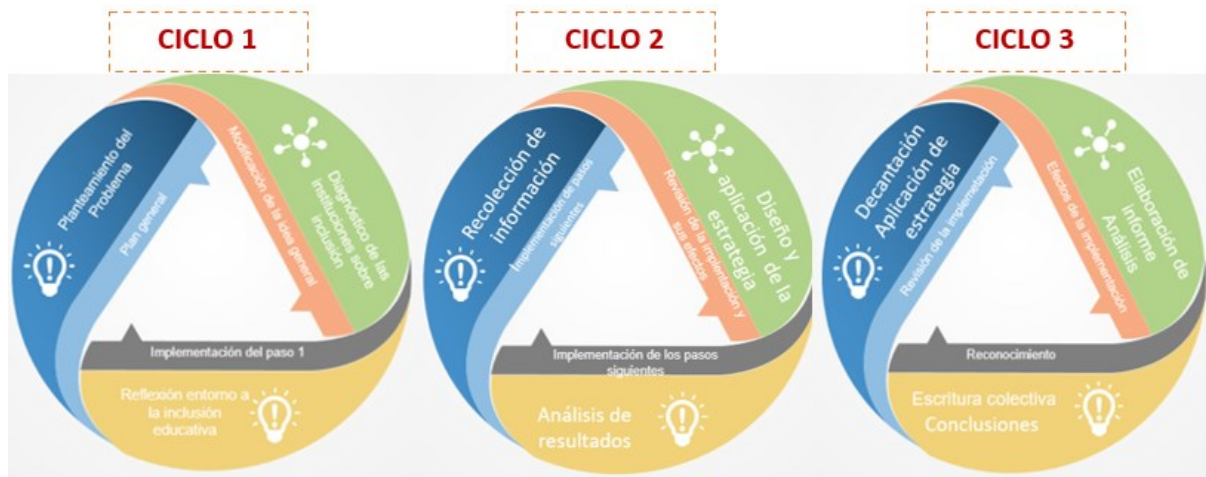 CICLO 1
Planteamiento del
Problema
Plan general
Modificación de la idea general
Diagnóstico de las
instituciones sobre
inclusión
Implementación del paso 1
Reflexión entorno a
la inclusión
educativa
CICLO 2
Recolección de
información
Implementación de pasos
siguientes
Revisión de la implentación y
sus efectos
Diseño y
aplicación de la
estrategia
Implementación de los pasos
siguientes
Análisis de
resultados
CICLO 3
Decantación
Aplicación de
estrategía
Revisión de la implemetación
Efectos de la implementación
Elaboración de
informe
Análisis
Reconocimiento
Escritura colectiva
Conclusiones